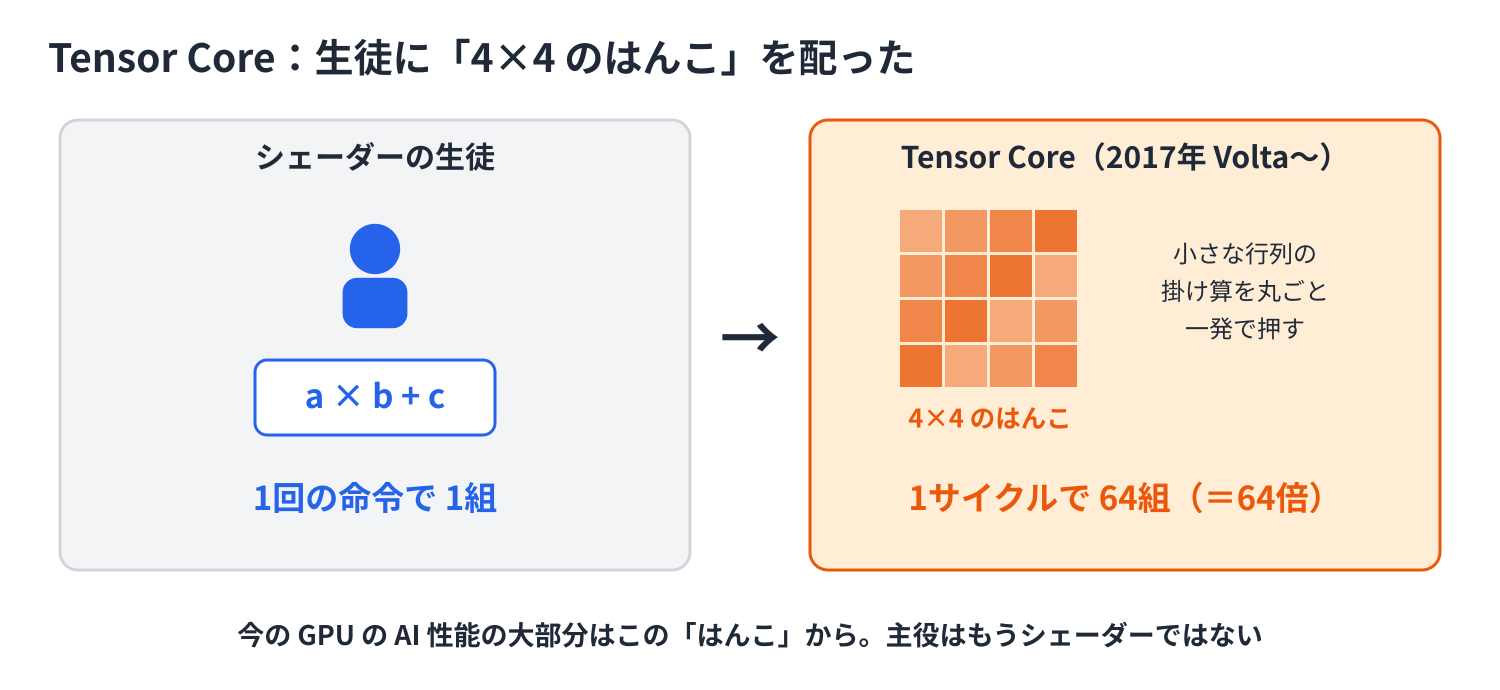 Tensor Core：生徒に「4×4 のはんこ」を配った
シェーダーの生徒
a × b + c
1回の命令で 1組
→
Tensor Core（2017年 Volta〜）
小さな行列の
掛け算を丸ごと
一発で押す
4×4 のはんこ
1サイクルで 64組（＝64倍）
今の GPU の AI 性能の大部分はこの「はんこ」から。主役はもうシェーダーではない